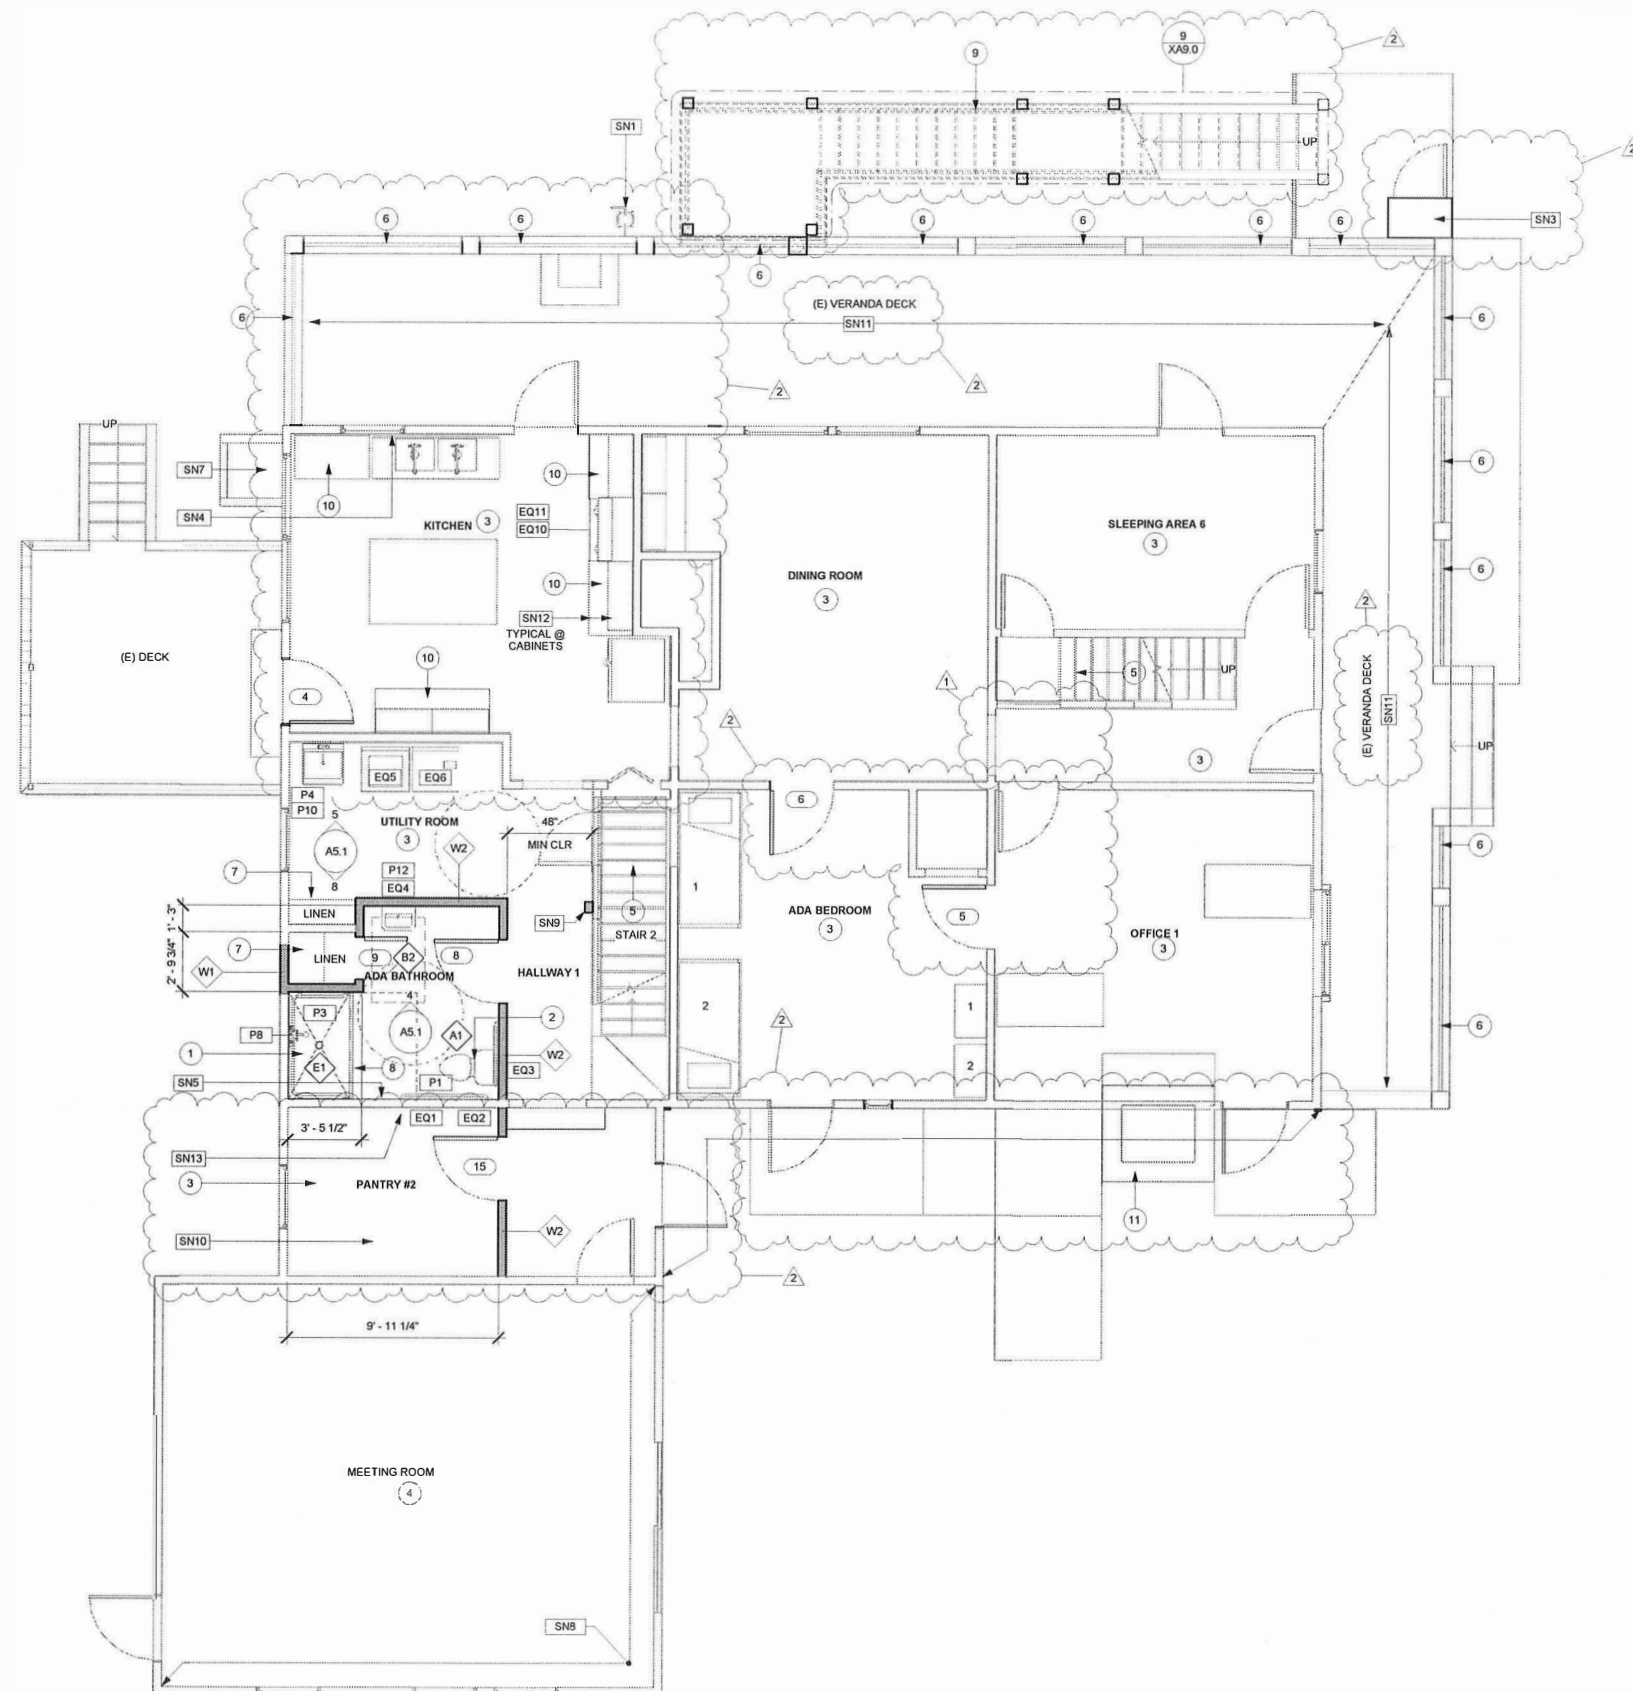 9
XA9.0
2
9
SN1
UP
2
SN3
6
6
6
6
6
6
6
(E) VERANDA DECK
SN11
6
6
2
2
UP
SN7
10
SN4
10
KITCHEN 3
EQ11
EQ10
SLEEPING AREA 6
3
6
DINING ROOM
3
10
6
SN12
TYPICAL @
CABINETS
2
(E) VERANDA DECK
SN11
(E) DECK
10
4
5
UP
1
2
UP
3
EQ5
EQ6
P4
P10
6
5
UTILITY ROOM
3
48"
MIN CLR
W2
A5.1
8
6
7
P12
EQ4
1
5
LINEN
1' - 3"
2' - 9 3/4"
SN9
STAIR 2
ADA BEDROOM
3
5
OFFICE 1
3
7
LINEN
9
B2
8
W1
ADA BATHROOM
HALLWAY 1
4
P3
A5.1
A1
2
2
1
6
P8
1
E1
8
W2
EQ3
2
2
SN5
P1
EQ1
EQ2
3' - 5 1/2"
SN13
15
3
PANTRY #2
11
SN10
W2
2
9' - 11 1/4"
MEETING ROOM
4
SN8